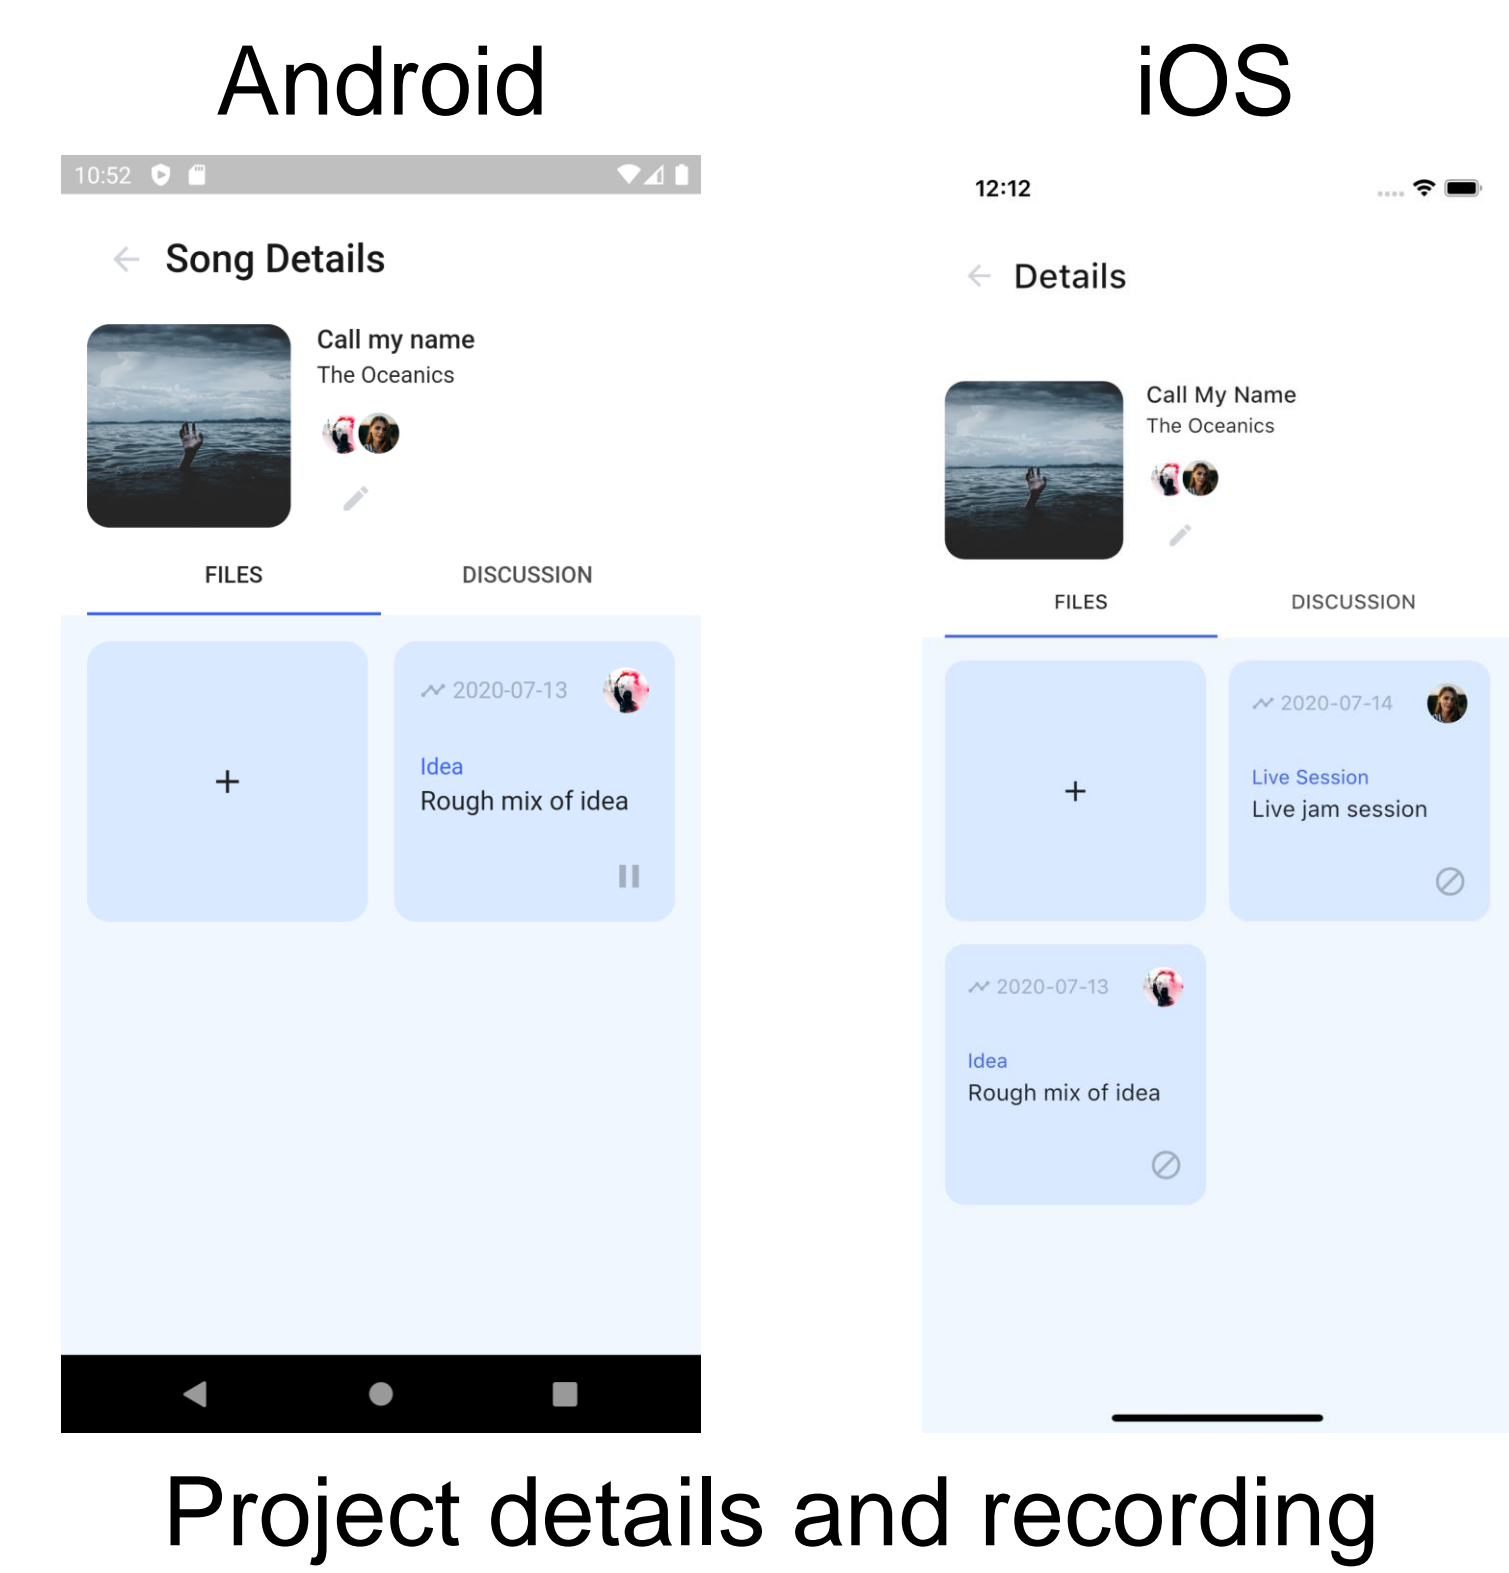 Android
iOS
10:52
Song Details
Call my name
The Oceanics
FILES
DISCUSSION
2020-07-13
Idea
+
Rough mix of idea
12:12
Details
Call My Name
The Oceanics
FILES
DISCUSSION
2020-07-14
Live Session
+
Live jam session
2020-07-13
Idea
Rough mix of idea
Project details and recording